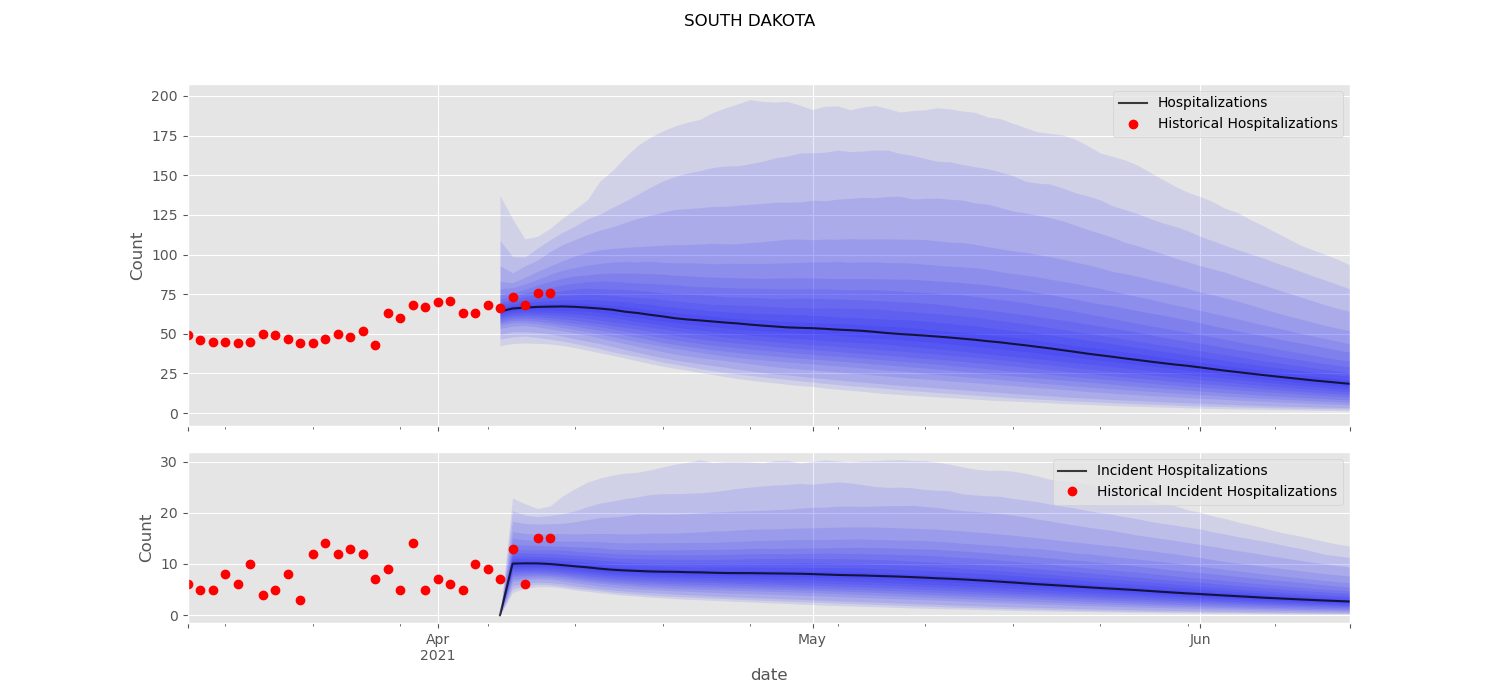 SOUTH DAKOTA
200
175
150
125
100
75
50
25
0
Count
Hospitalizations
Historical Hospitalizations
30
20
10
0
Count
Incident Hospitalizations
Historical Incident Hospitalizations
Apr
2021
May
Jun
date